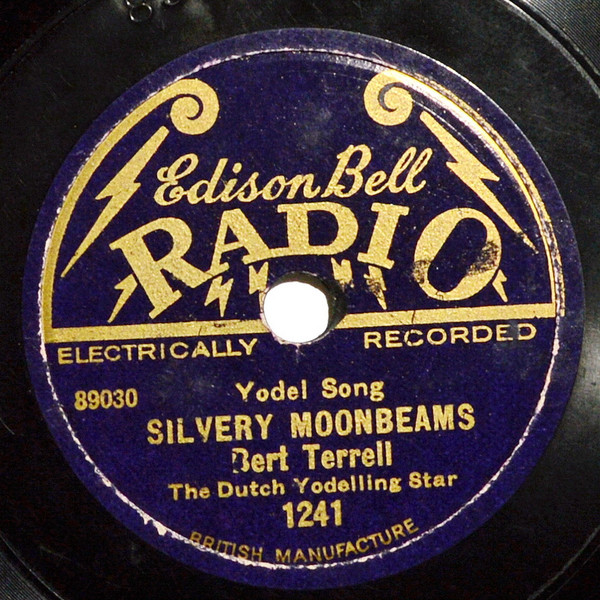 Edison Bell
RADIO
ELECTRICALLY RECORDED
89030
Yodel Song
SILVERY MOONBEAMS
Bert Terrell
The Dutch Yodelling Star
1241
BRITISH MANUFACTURE